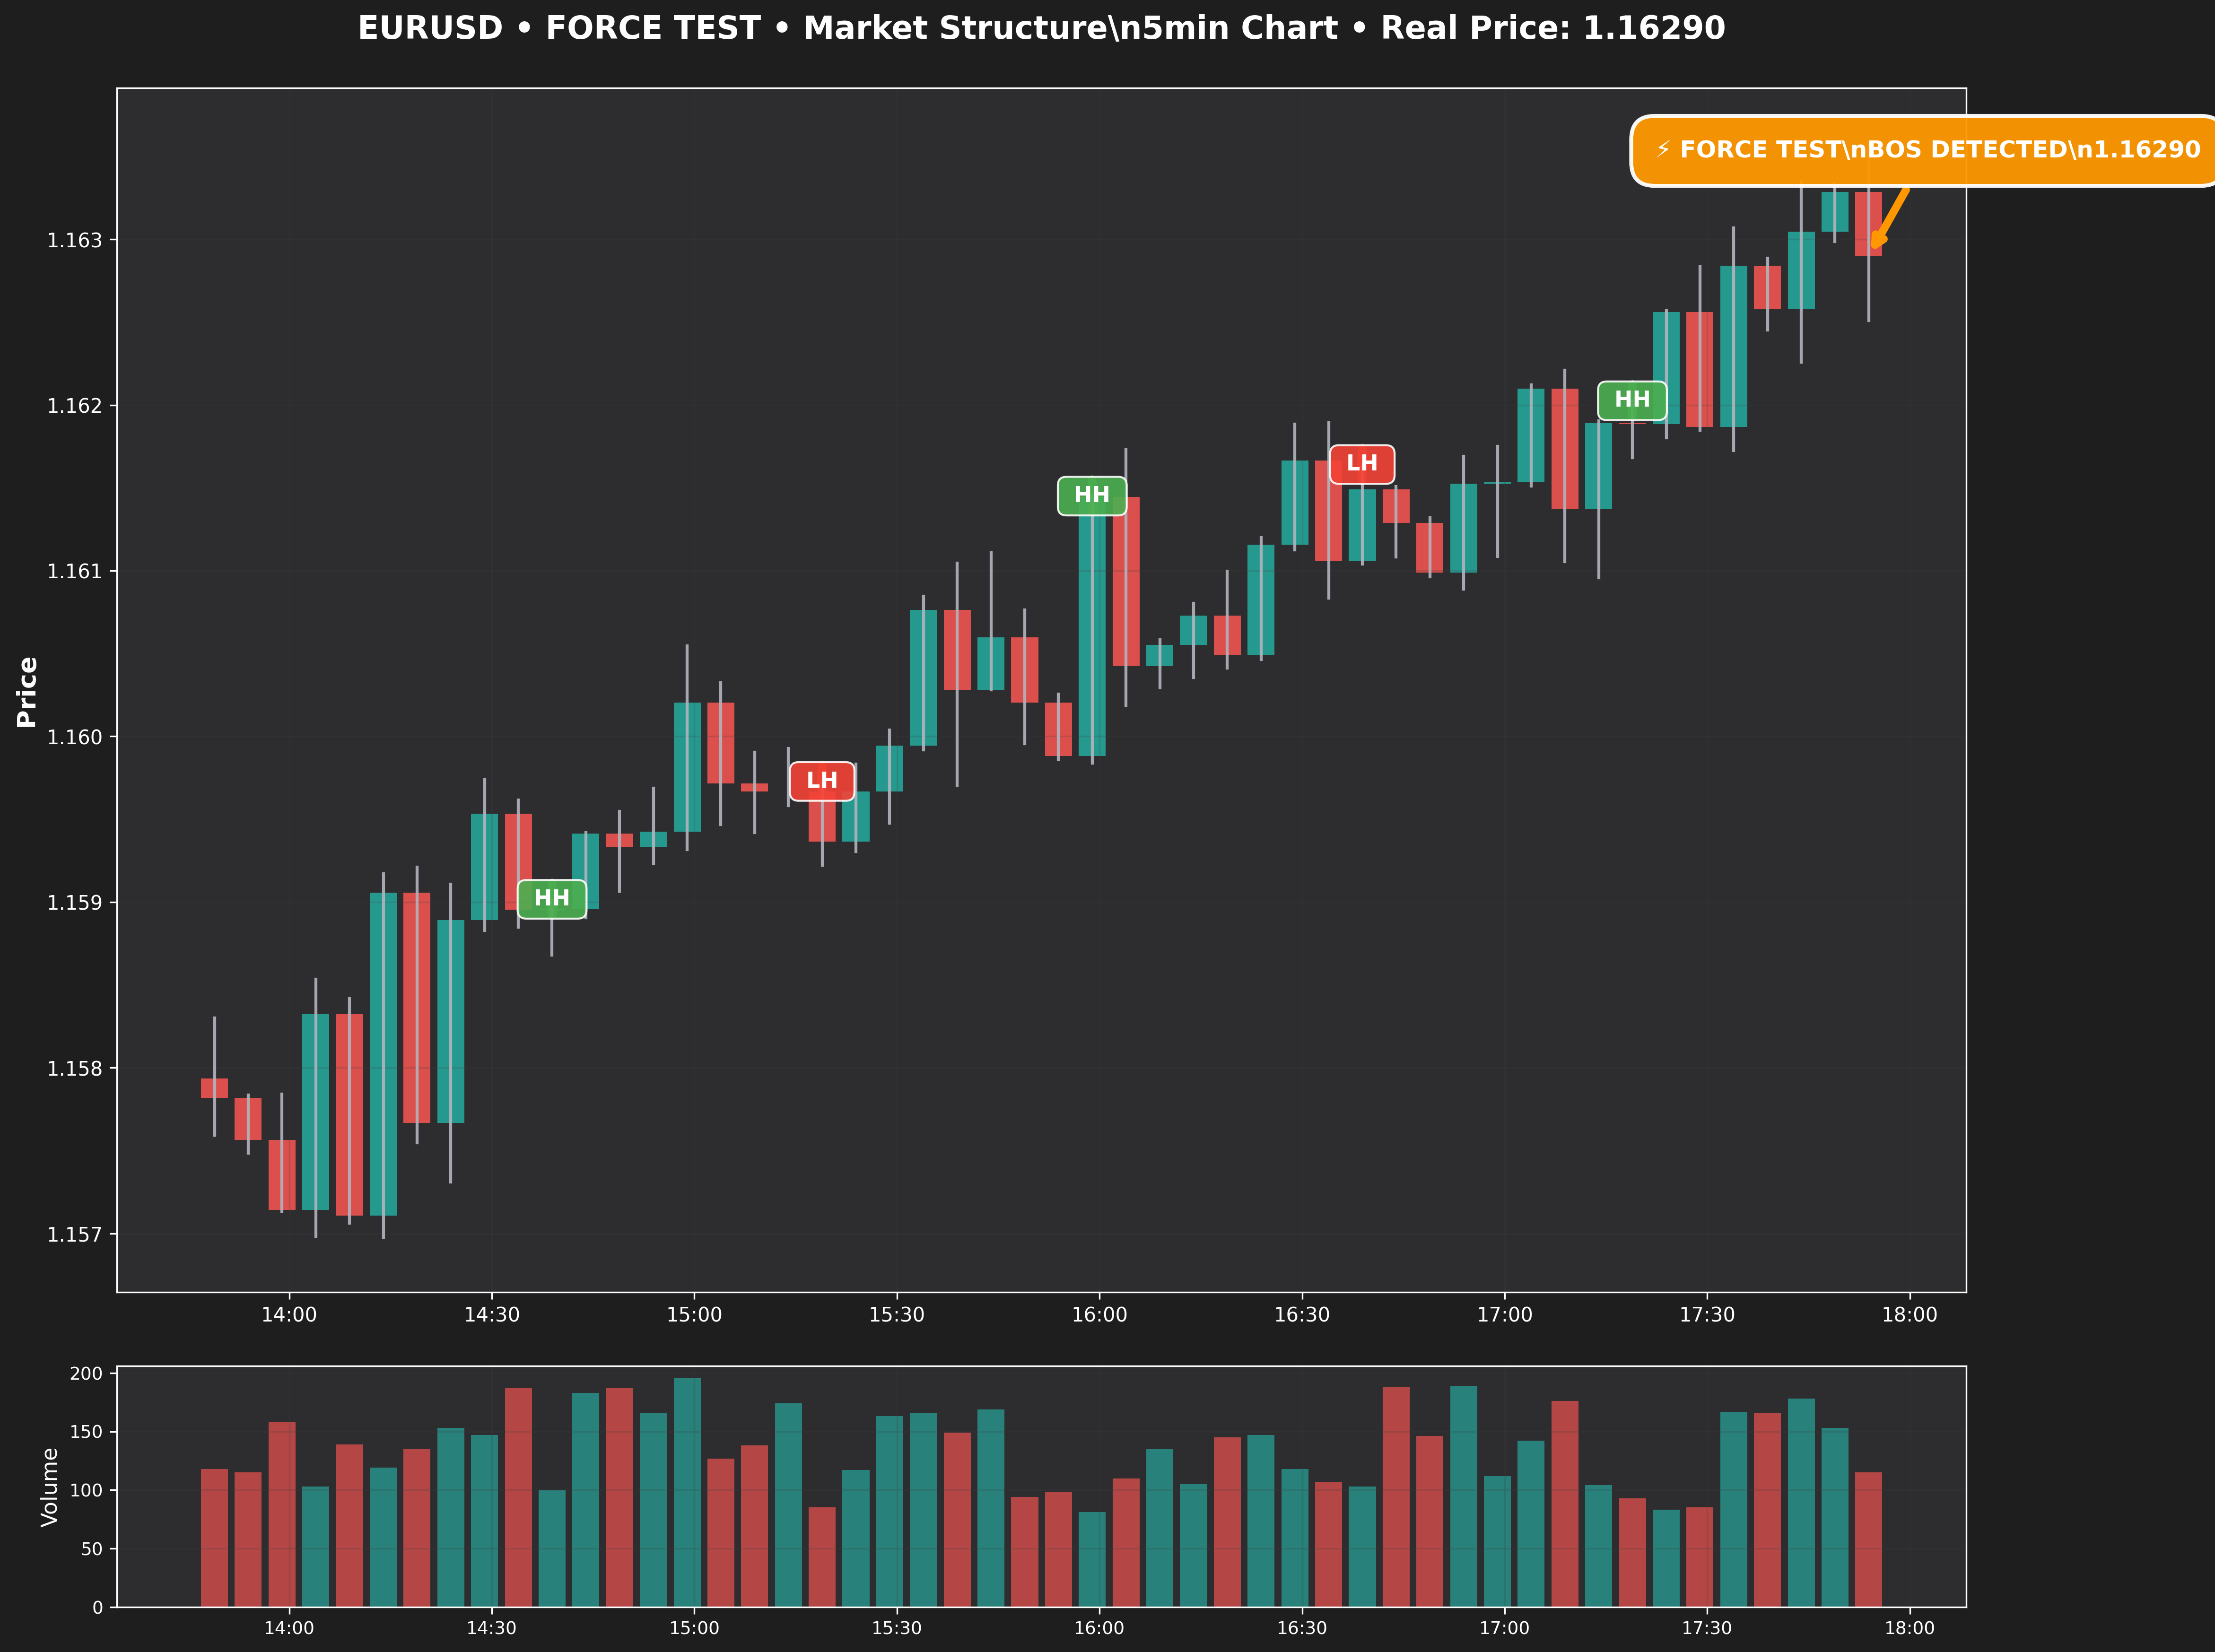 EURUSD • FORCE TEST • Market Structure\n5min Chart • Real Price: 1.16290
⚡ FORCE TEST\nBOS DETECTED\n1.16290
1.163
1.162
1.161
1.160
1.159
1.158
1.157
Price
HH
LH
HH
LH
HH
14:00 14:30 15:00 15:30 16:00 16:30 17:00 17:30 18:00
200
150
100
50
0
Volume
14:00 14:30 15:00 15:30 16:00 16:30 17:00 17:30 18:00